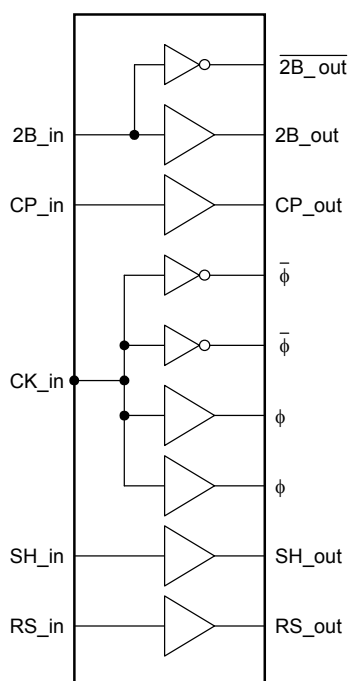 2B_out
2B_in 2B_out
CP_in CP_out
ϕ̅
ϕ̅
CK_in
ϕ
ϕ
SH_in SH_out
RS_in RS_out